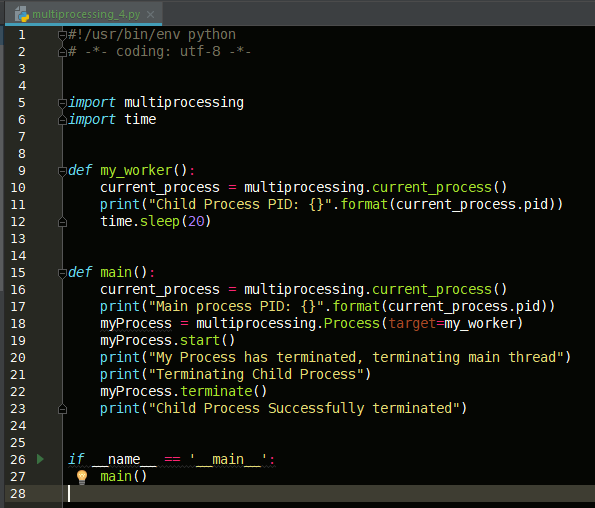 multiprocessing_4.py
1 #!/usr/bin/env python
2 # -*- coding: utf-8 -*-
3
4
5 import multiprocessing
6 import time
7
8
9 def my_worker():
10     current_process = multiprocessing.current_process()
11     print("Child Process PID: {}".format(current_process.pid))
12     time.sleep(20)
13
14
15 def main():
16     current_process = multiprocessing.current_process()
17     print("Main process PID: {}".format(current_process.pid))
18     myProcess = multiprocessing.Process(target=my_worker)
19     myProcess.start()
20     print("My Process has terminated, terminating main thread")
21     print("Terminating Child Process")
22     myProcess.terminate()
23     print("Child Process Successfully terminated")
24
25
26 if __name__ == '__main__':
27     main()
28